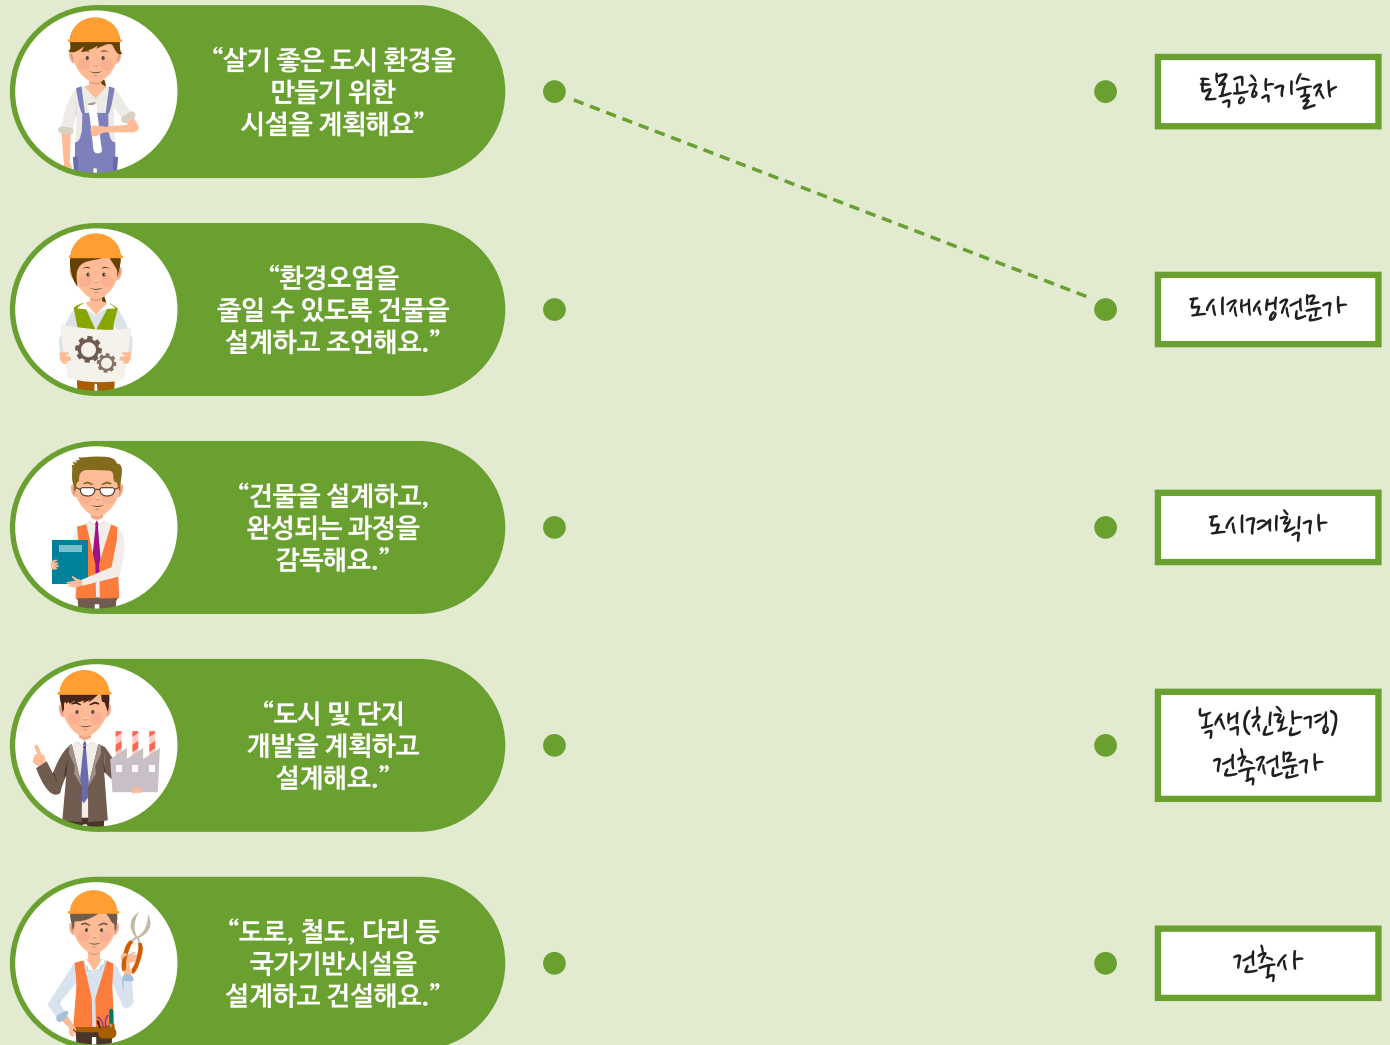 “살기 좋은 도시 환경을
만들기 위한
시설을 계획해요”
토목공학기술자
“환경오염을
줄일 수 있도록 건물을
설계하고 조언해요.”
도시재생전문가
“건물을 설계하고,
완성되는 과정을
감독해요.”
도시계획가
“도시 및 단지
개발을 계획하고
설계해요.”
녹색(친환경)
건축전문가
“도로, 철도, 다리 등
국가기반시설을
설계하고 건설해요.”
건축사